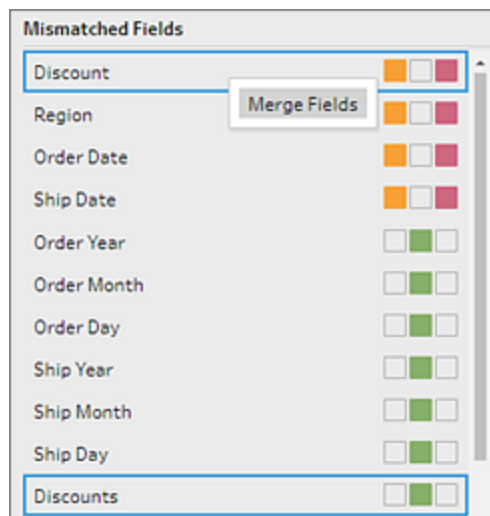 Mismatched Fields
Discount
Merge Fields
Region
Order Date
Ship Date
Order Year
Order Month
Order Day
Ship Year
Ship Month
Ship Day
Discounts